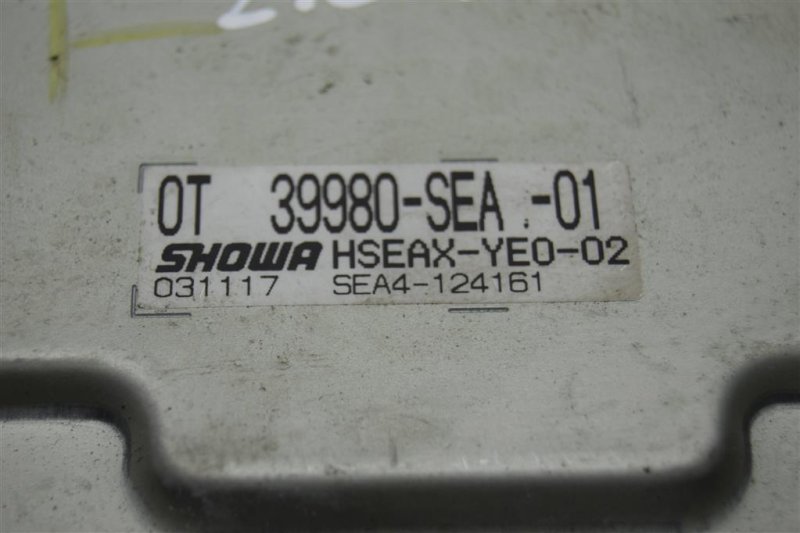 0T 39980-SEA -01
SHOWA HSEAX-YE0-02
031117 SEA4-124161